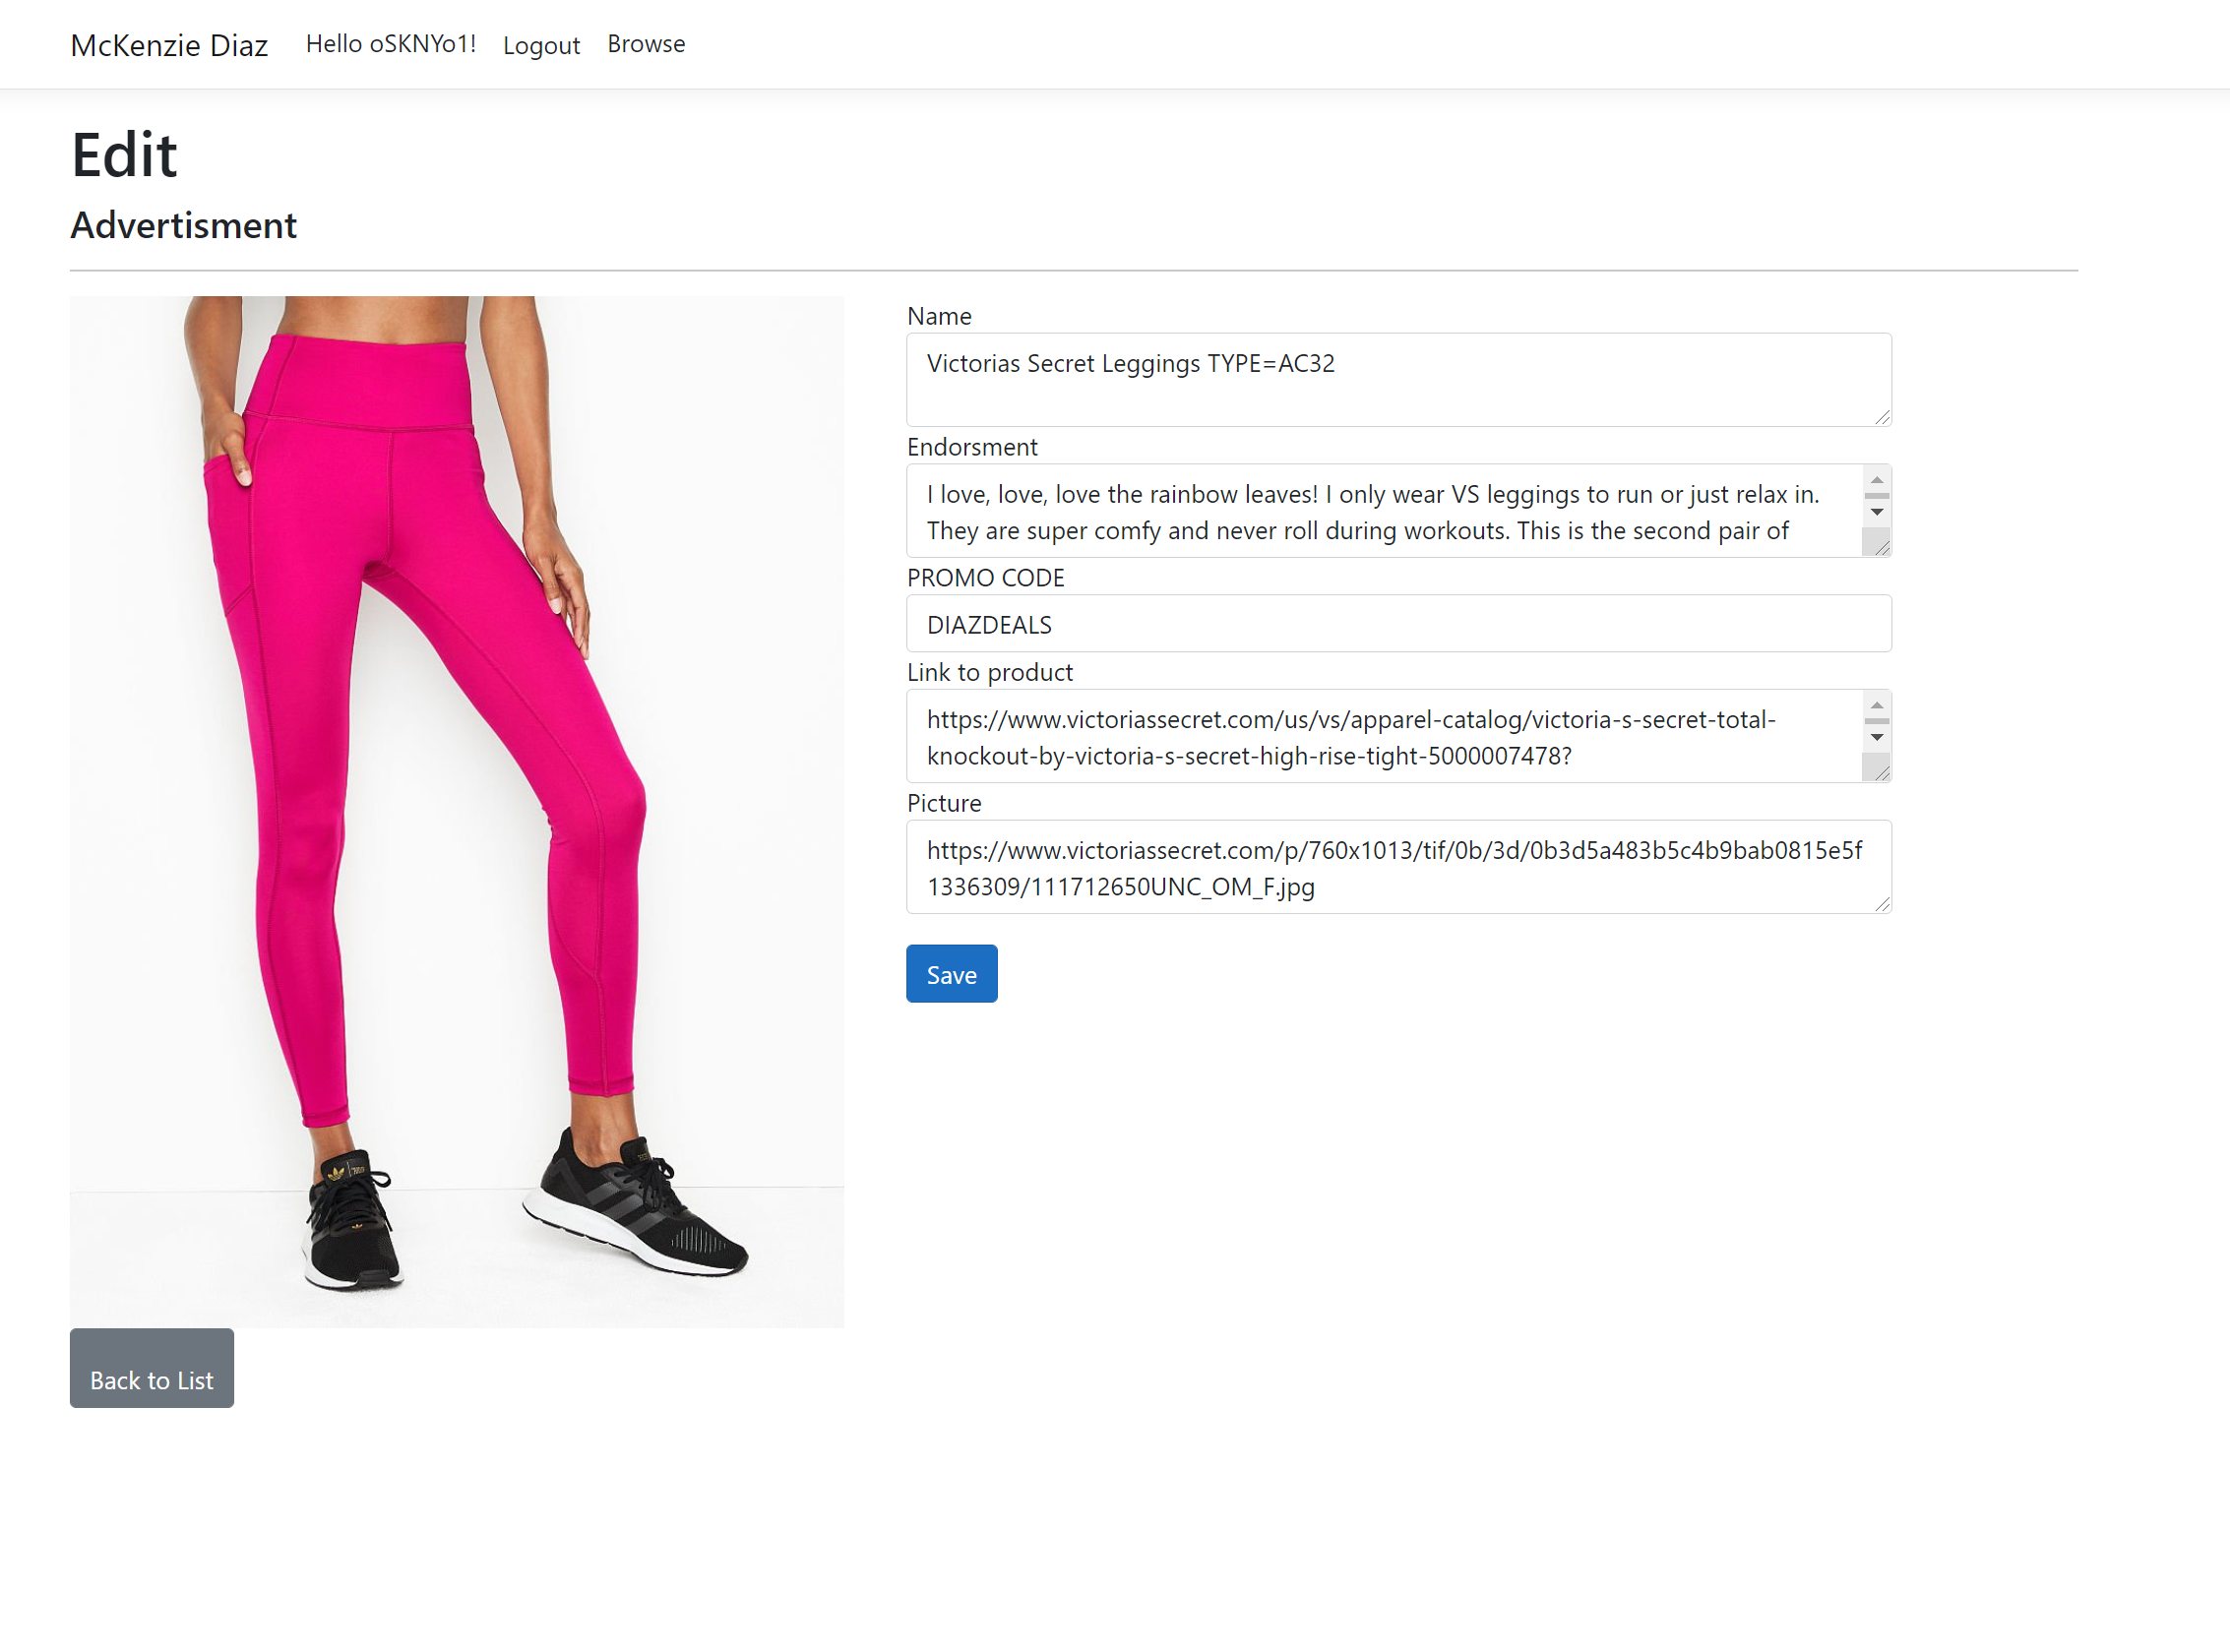 McKenzie Diaz Hello oSKNYo1! Logout Browse
Edit
Advertisment
Name
Victorias Secret Leggings TYPE=AC32
Endorsment
I love, love, love the rainbow leaves! I only wear VS leggings to run or just relax in.
They are super comfy and never roll during workouts. This is the second pair of
PROMO CODE
DIAZDEALS
Link to product
https://www.victoriassecret.com/us/vs/apparel-catalog/victoria-s-secret-total-
knockout-by-victoria-s-secret-high-rise-tight-5000007478?
Picture
https://www.victoriassecret.com/p/760x1013/tif/0b/3d/0b3d5a483b5c4b9bab0815e5f
1336309/111712650UNC_OM_F.jpg
Save
Back to List